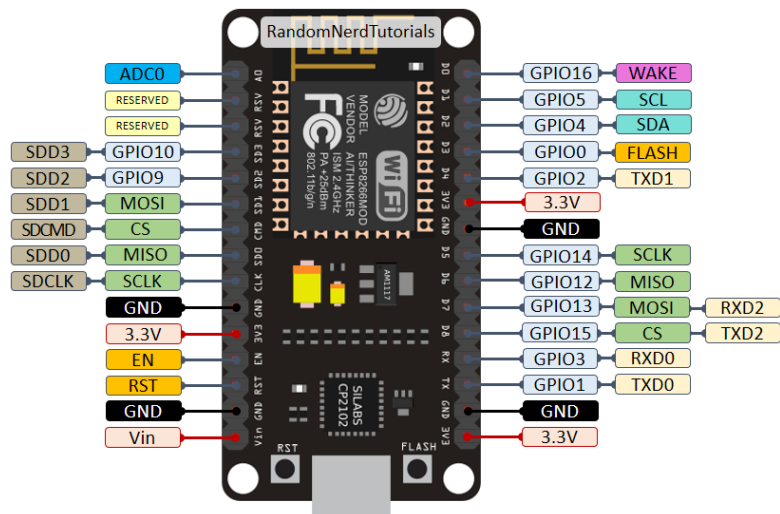 RandomNerdTutorials
ADC0 A0
RESERVED RSV
RESERVED RSV
SDD3 GPIO10 SD3
SDD2 GPIO9 SD2
SDD1 MOSI SD1
SDCMD CS CMD
SDD0 MISO SD0
SDCLK SCLK CLK
GND GND
3.3V 3V3
EN EN
RST RST
GND GND
Vin Vin
D0 GPIO16 WAKE
D1 GPIO5 SCL
D2 GPIO4 SDA
D3 GPIO0 FLASH
D4 GPIO2 TXD1
3V3 3.3V
GND GND
D5 GPIO14 SCLK
D6 GPIO12 MISO
D7 GPIO13 MOSI RXD2
D8 GPIO15 CS TXD2
RX GPIO3 RXD0
TX GPIO1 TXD0
GND GND
3V3 3.3V
MODEL ESP8266MOD
VENDOR AI/THINKER
ISM 2.4GHz
PA +25dBm
802.11b/g/n
FC
Wi Fi
AM1117
SILABS
CP2102
RST
FLASH